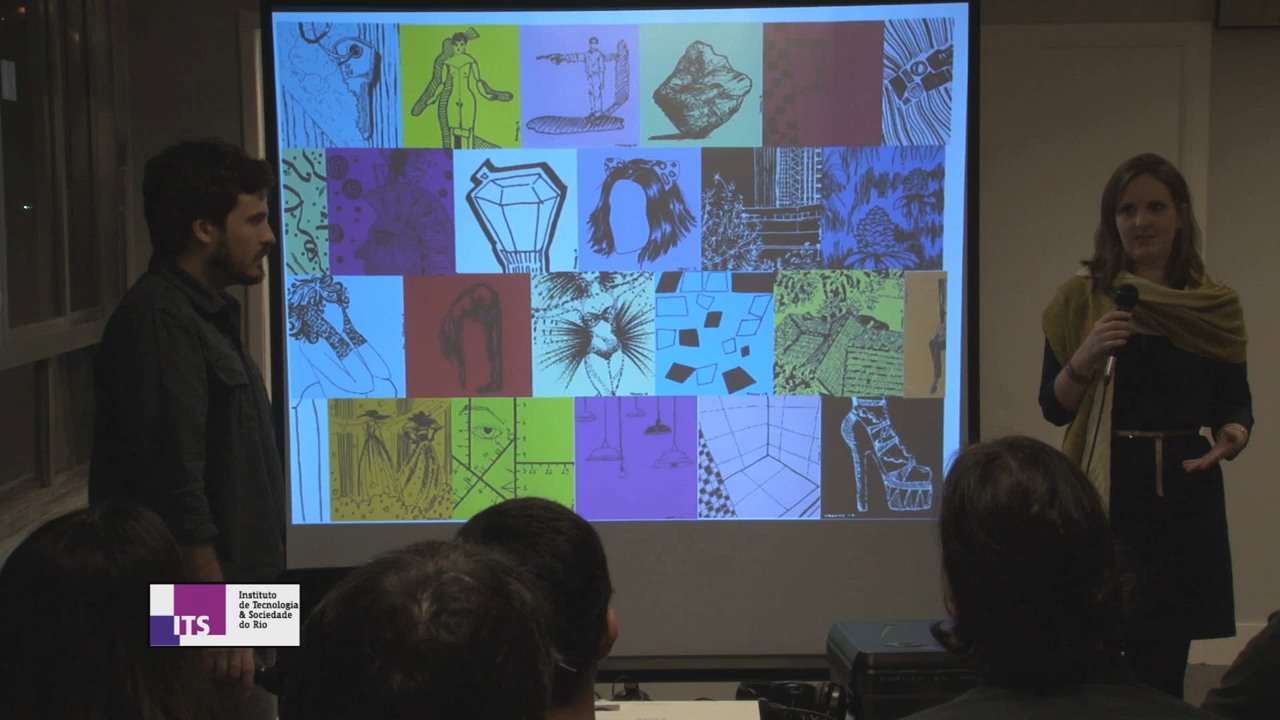 ITS
Instituto
de Tecnologia
& Sociedade
do Rio